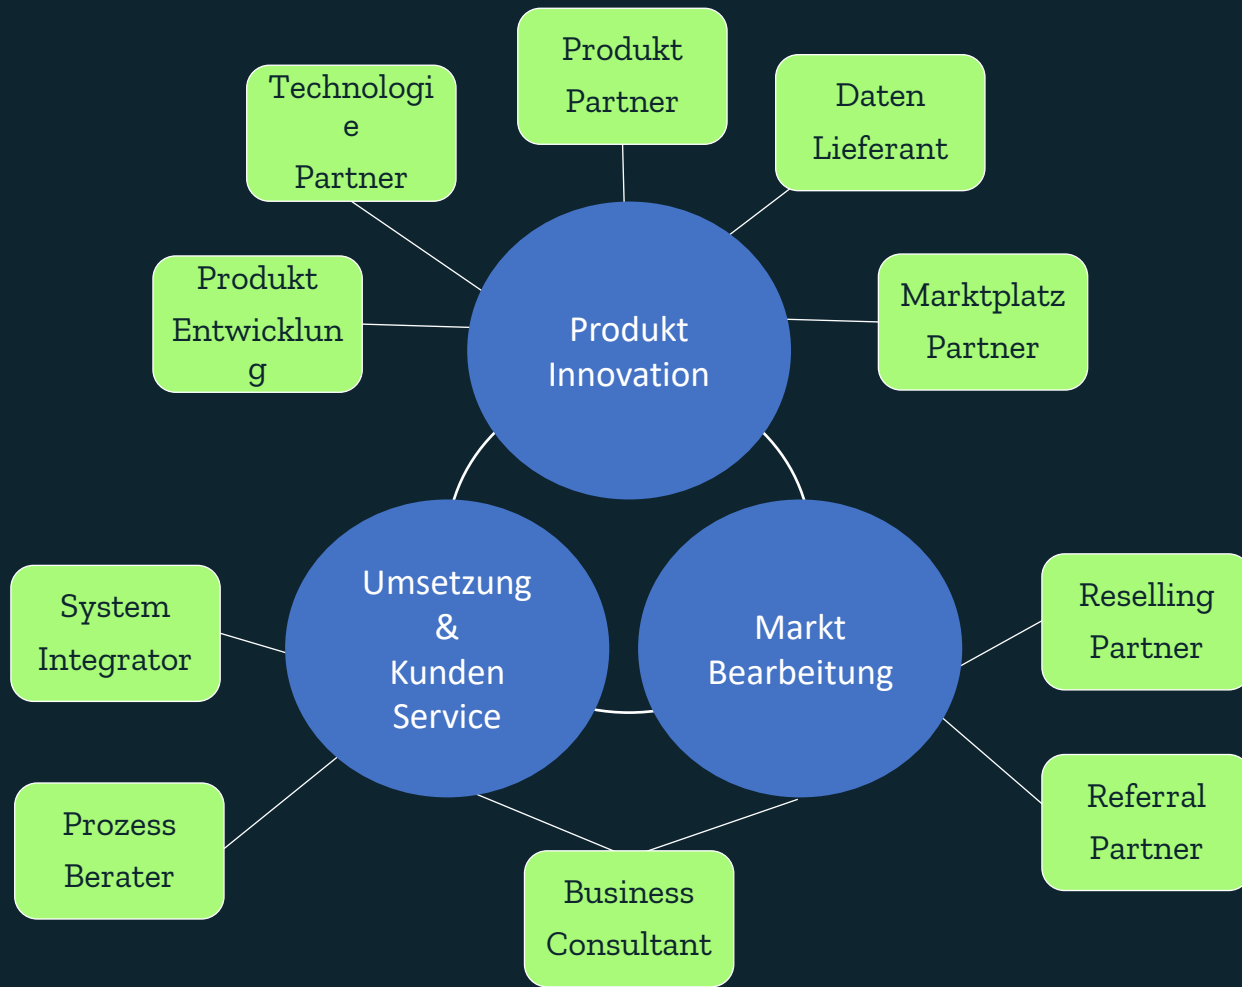 Produkt
Partner
Technologi
e
Partner
Daten
Lieferant
Produkt
Entwicklun
g
Marktplatz
Partner
Produkt
Innovation
System
Integrator
Umsetzung
&
Kunden
Service
Markt
Bearbeitung
Reselling
Partner
Prozess
Berater
Business
Consultant
Referral
Partner